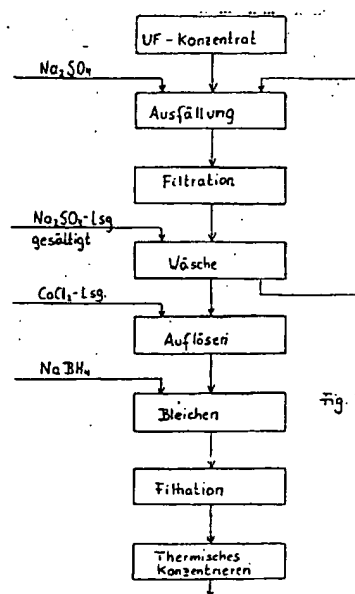 UF-Konzentrat
Na₂SO₄
Ausfällung
Filtration
Na₂SO₄-Lsg
gesättigt
Wäsche
CaCl₂-Lsg.
Auflösen
NaBH₄
Bleichen
Fig.
Filtration
Thermisches
Konzentrieren